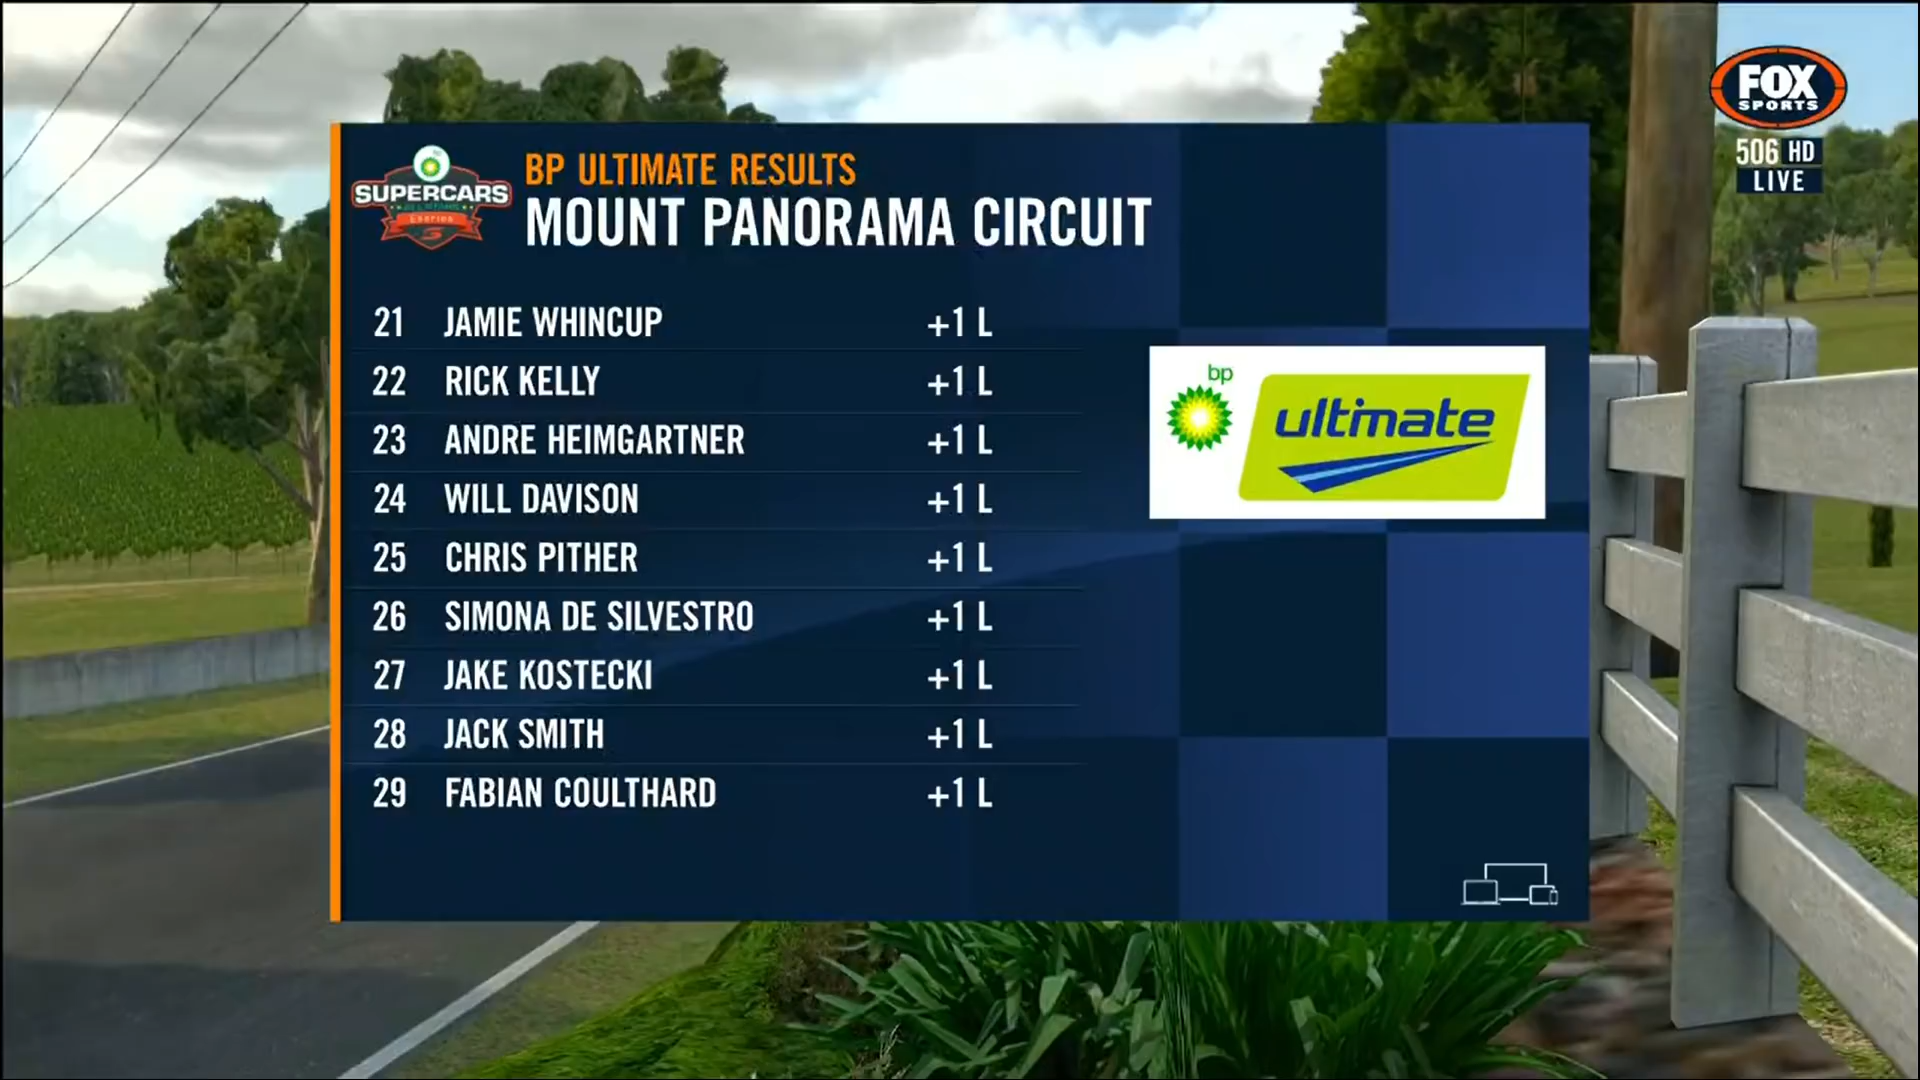 FOX
SPORTS
506 HD
LIVE
SUPERCARS
Eseries
BP ULTIMATE RESULTS
MOUNT PANORAMA CIRCUIT
21 JAMIE WHINCUP +1 L
22 RICK KELLY +1 L
23 ANDRE HEIMGARTNER +1 L
24 WILL DAVISON +1 L
25 CHRIS PITHER +1 L
26 SIMONA DE SILVESTRO +1 L
27 JAKE KOSTECKI +1 L
28 JACK SMITH +1 L
29 FABIAN COULTHARD +1 L
bp
ultimate